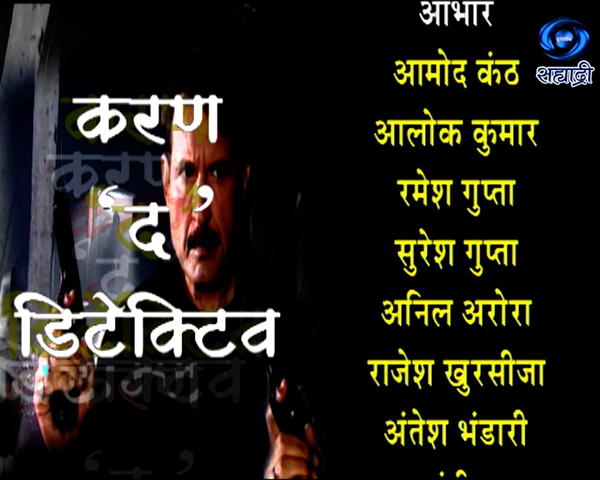 करण
‘द’
डिटेक्टिव
आभार
आमोद कंठ
आलोक कुमार
रमेश गुप्ता
सुरेश गुप्ता
अनिल अरोरा
राजेश खुरसीजा
अंतेश भंडारी
सह्याद्री